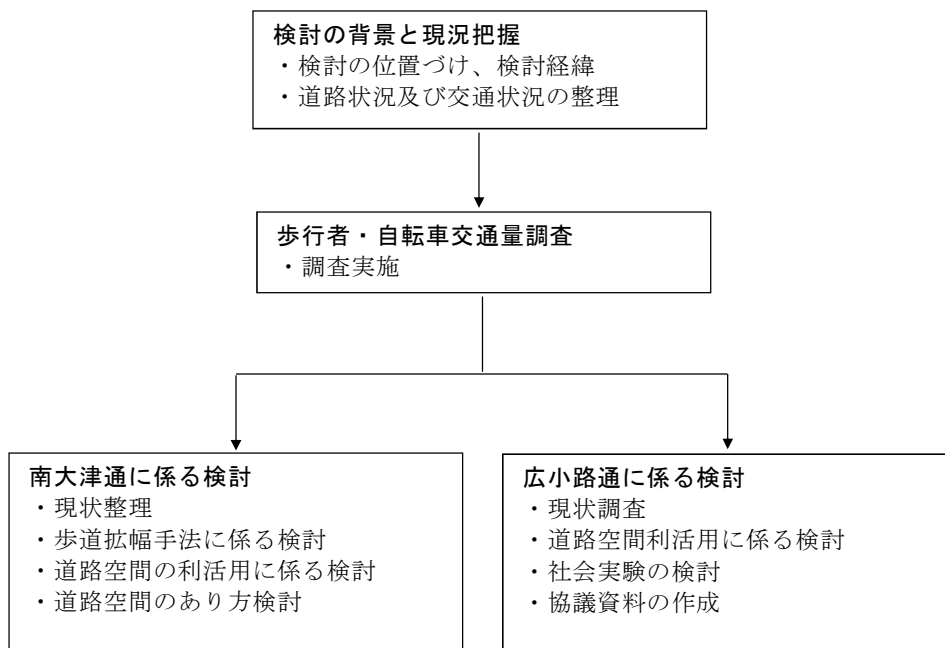 検討の背景と現況把握
・検討の位置づけ、検討経緯
・道路状況及び交通状況の整理
歩行者・自転車交通量調査
・調査実施
南大津通に係る検討
・現状整理
・歩道拡幅手法に係る検討
・道路空間の利活用に係る検討
・道路空間のあり方検討
広小路通に係る検討
・現状調査
・道路空間利活用に係る検討
・社会実験の検討
・協議資料の作成